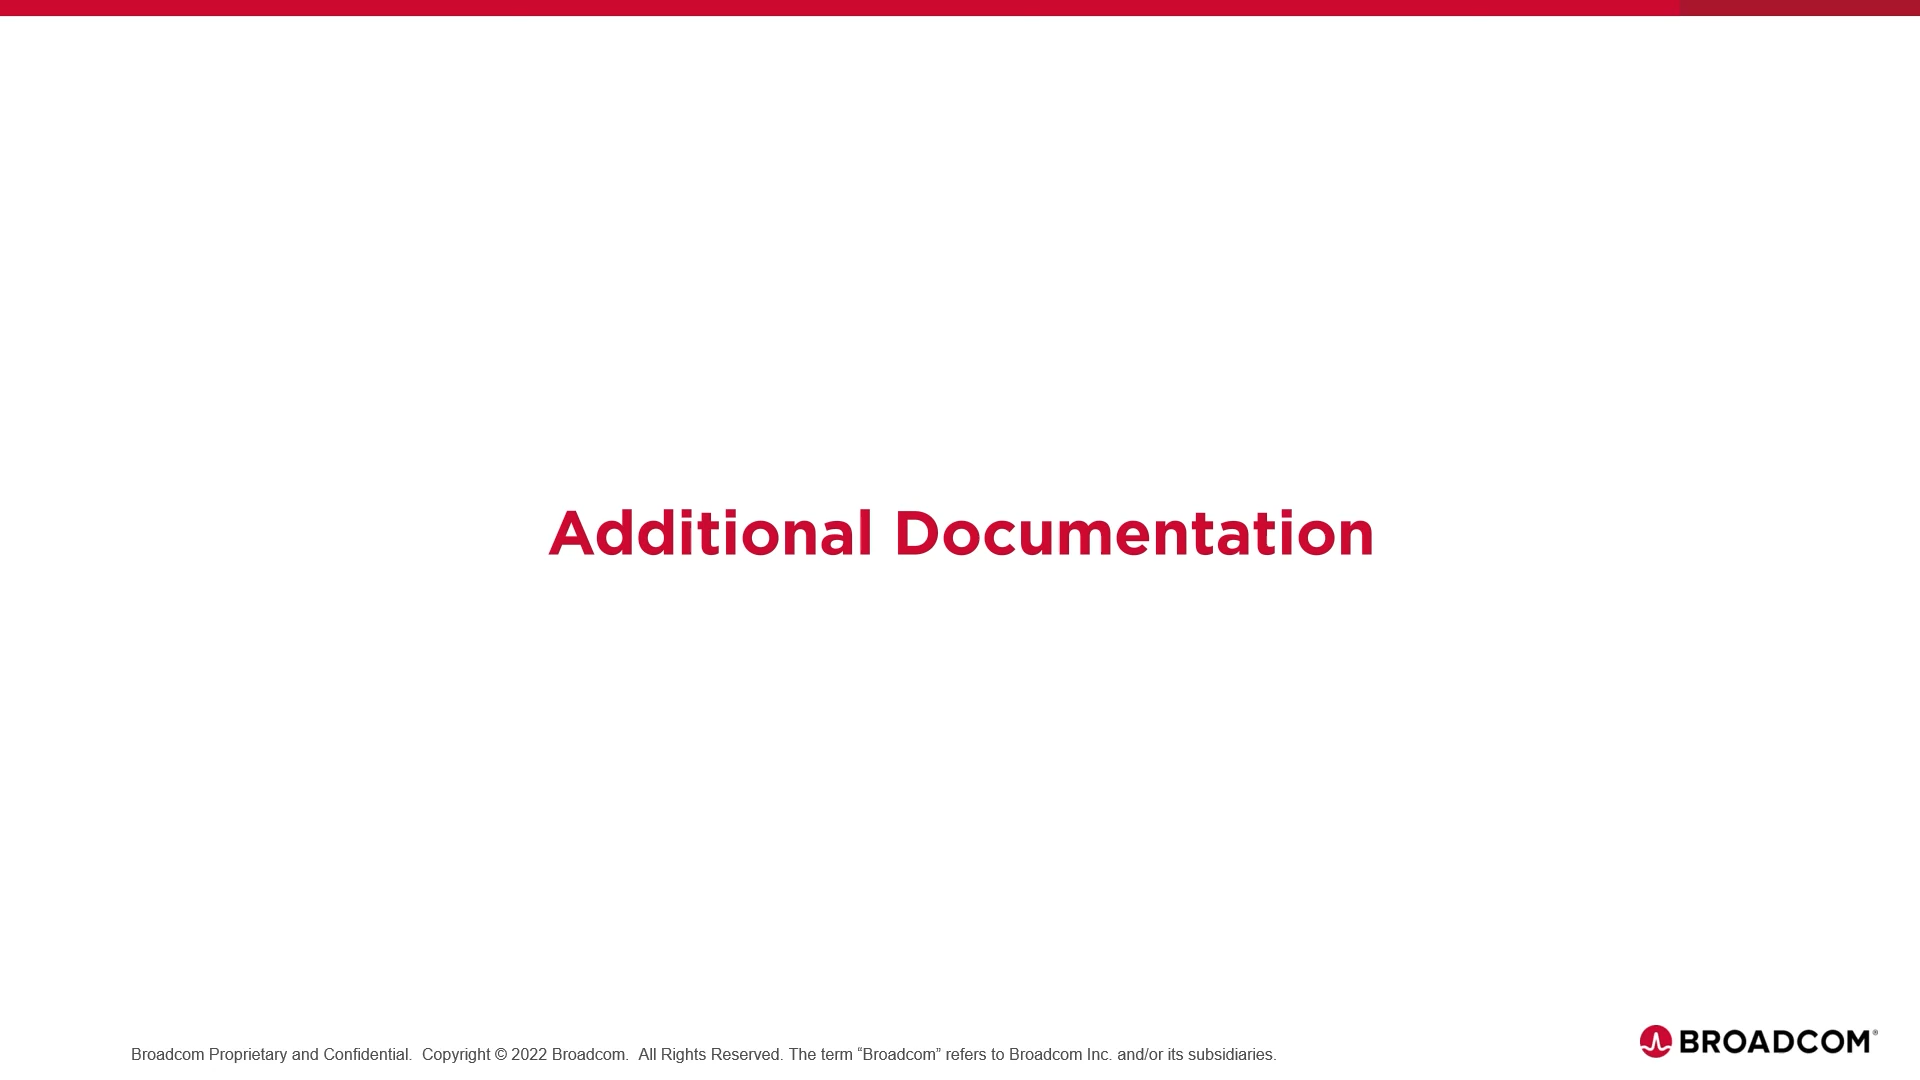 Additional Documentation
Broadcom Proprietary and Confidential.  Copyright © 2022 Broadcom.  All Rights Reserved. The term “Broadcom” refers to Broadcom Inc. and/or its subsidiaries.
BROADCOM®